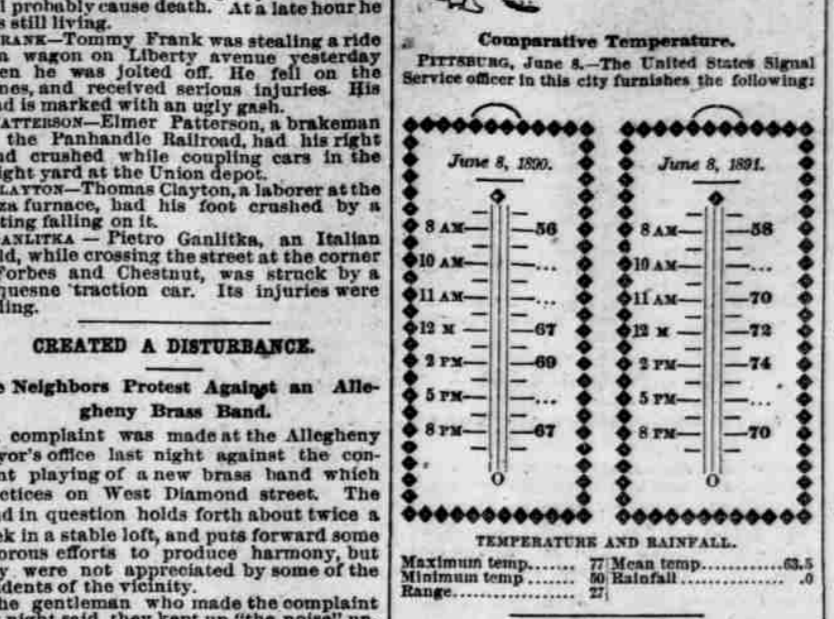 l probably cause death. At a late hour he
s still living.
RANK—Tommy Frank was stealing a ride
a wagon on Liberty avenue yesterday
en he was jolted off. He fell on the
nes, and received serious injuries. His
d is marked with an ugly gash.
ATTERSON—Elmer Patterson, a brakeman
the Panhandle Railroad, had his right
nd crushed while coupling cars in the
ight yard at the Union depot.
LAYTON—Thomas Clayton, a laborer at the
za furnace, had his foot crushed by a
ting falling on it.
ANLITKA — Pietro Ganlitka, an Italian
ld, while crossing the street at the corner
Forbes and Chestnut, was struck by a
quesne traction car. Its injuries were
ling.
CREATED A DISTURBANCE.
e Neighbors Protest Against an Alle-
gheny Brass Band.
complaint was made at the Allegheny
yor's office last night against the con-
nt playing of a new brass band which
ctices on West Diamond street. The
d in question holds forth about twice a
ek in a stable loft, and puts forward some
orous efforts to produce harmony, but
y were not appreciated by some of the
idents of the vicinity.
he gentleman who made the complaint
night said they kept up "the noise"
Comparative Temperature.
PITTSBURG, June 8.—The United States Signal
Service officer in this city furnishes the following:
June 8, 1890.
8 AM— —56
10 AM— —...
11 AM— —...
12 M — —67
2 PM— —69
5 PM— —...
8 PM— —67
O
June 8, 1891.
8 AM— —58
10 AM— —...
11 AM— —70
12 M — —72
2 PM— —74
5 PM— —...
8 PM— —70
O
TEMPERATURE AND RAINFALL.
Maximum temp....... 77 Mean temp............63.5
Minimum temp ....... 50 Rainfall ............... .0
Range.................. 27